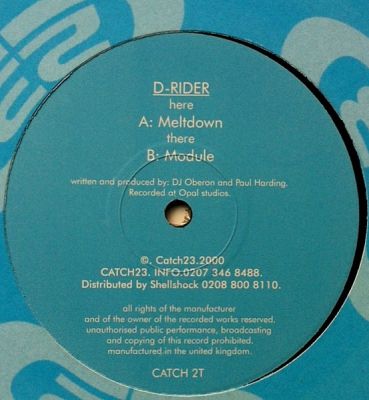 D-RIDER
here
A: Meltdown
there
B: Module
written and produced by: DJ Oberon and Paul Harding.
Recorded at Opal studios.
©. Catch23.2000
CATCH23. INFO.0207 346 8488.
Distributed by Shellshock 0208 800 8110.
all rights of the manufacturer
and of the owner of the recorded works reserved.
unauthorised public performance, broadcasting
and copying of this record prohibited.
manufactured.in the united kingdom.
CATCH 2T